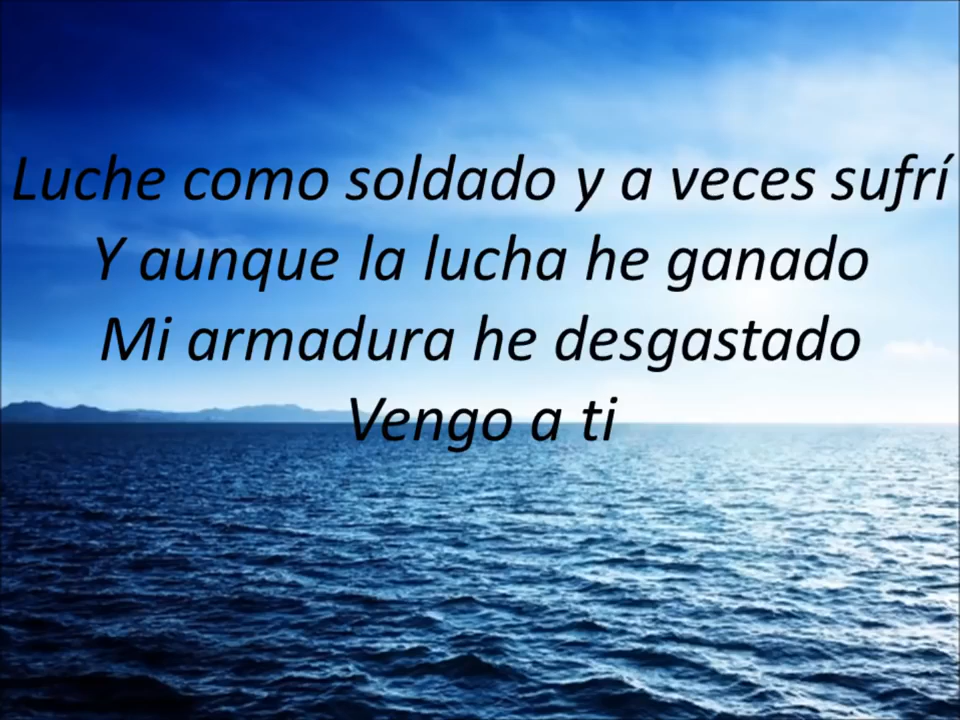 Luche como soldado y a veces sufrí
Y aunque la lucha he ganado
Mi armadura he desgastado
Vengo a ti